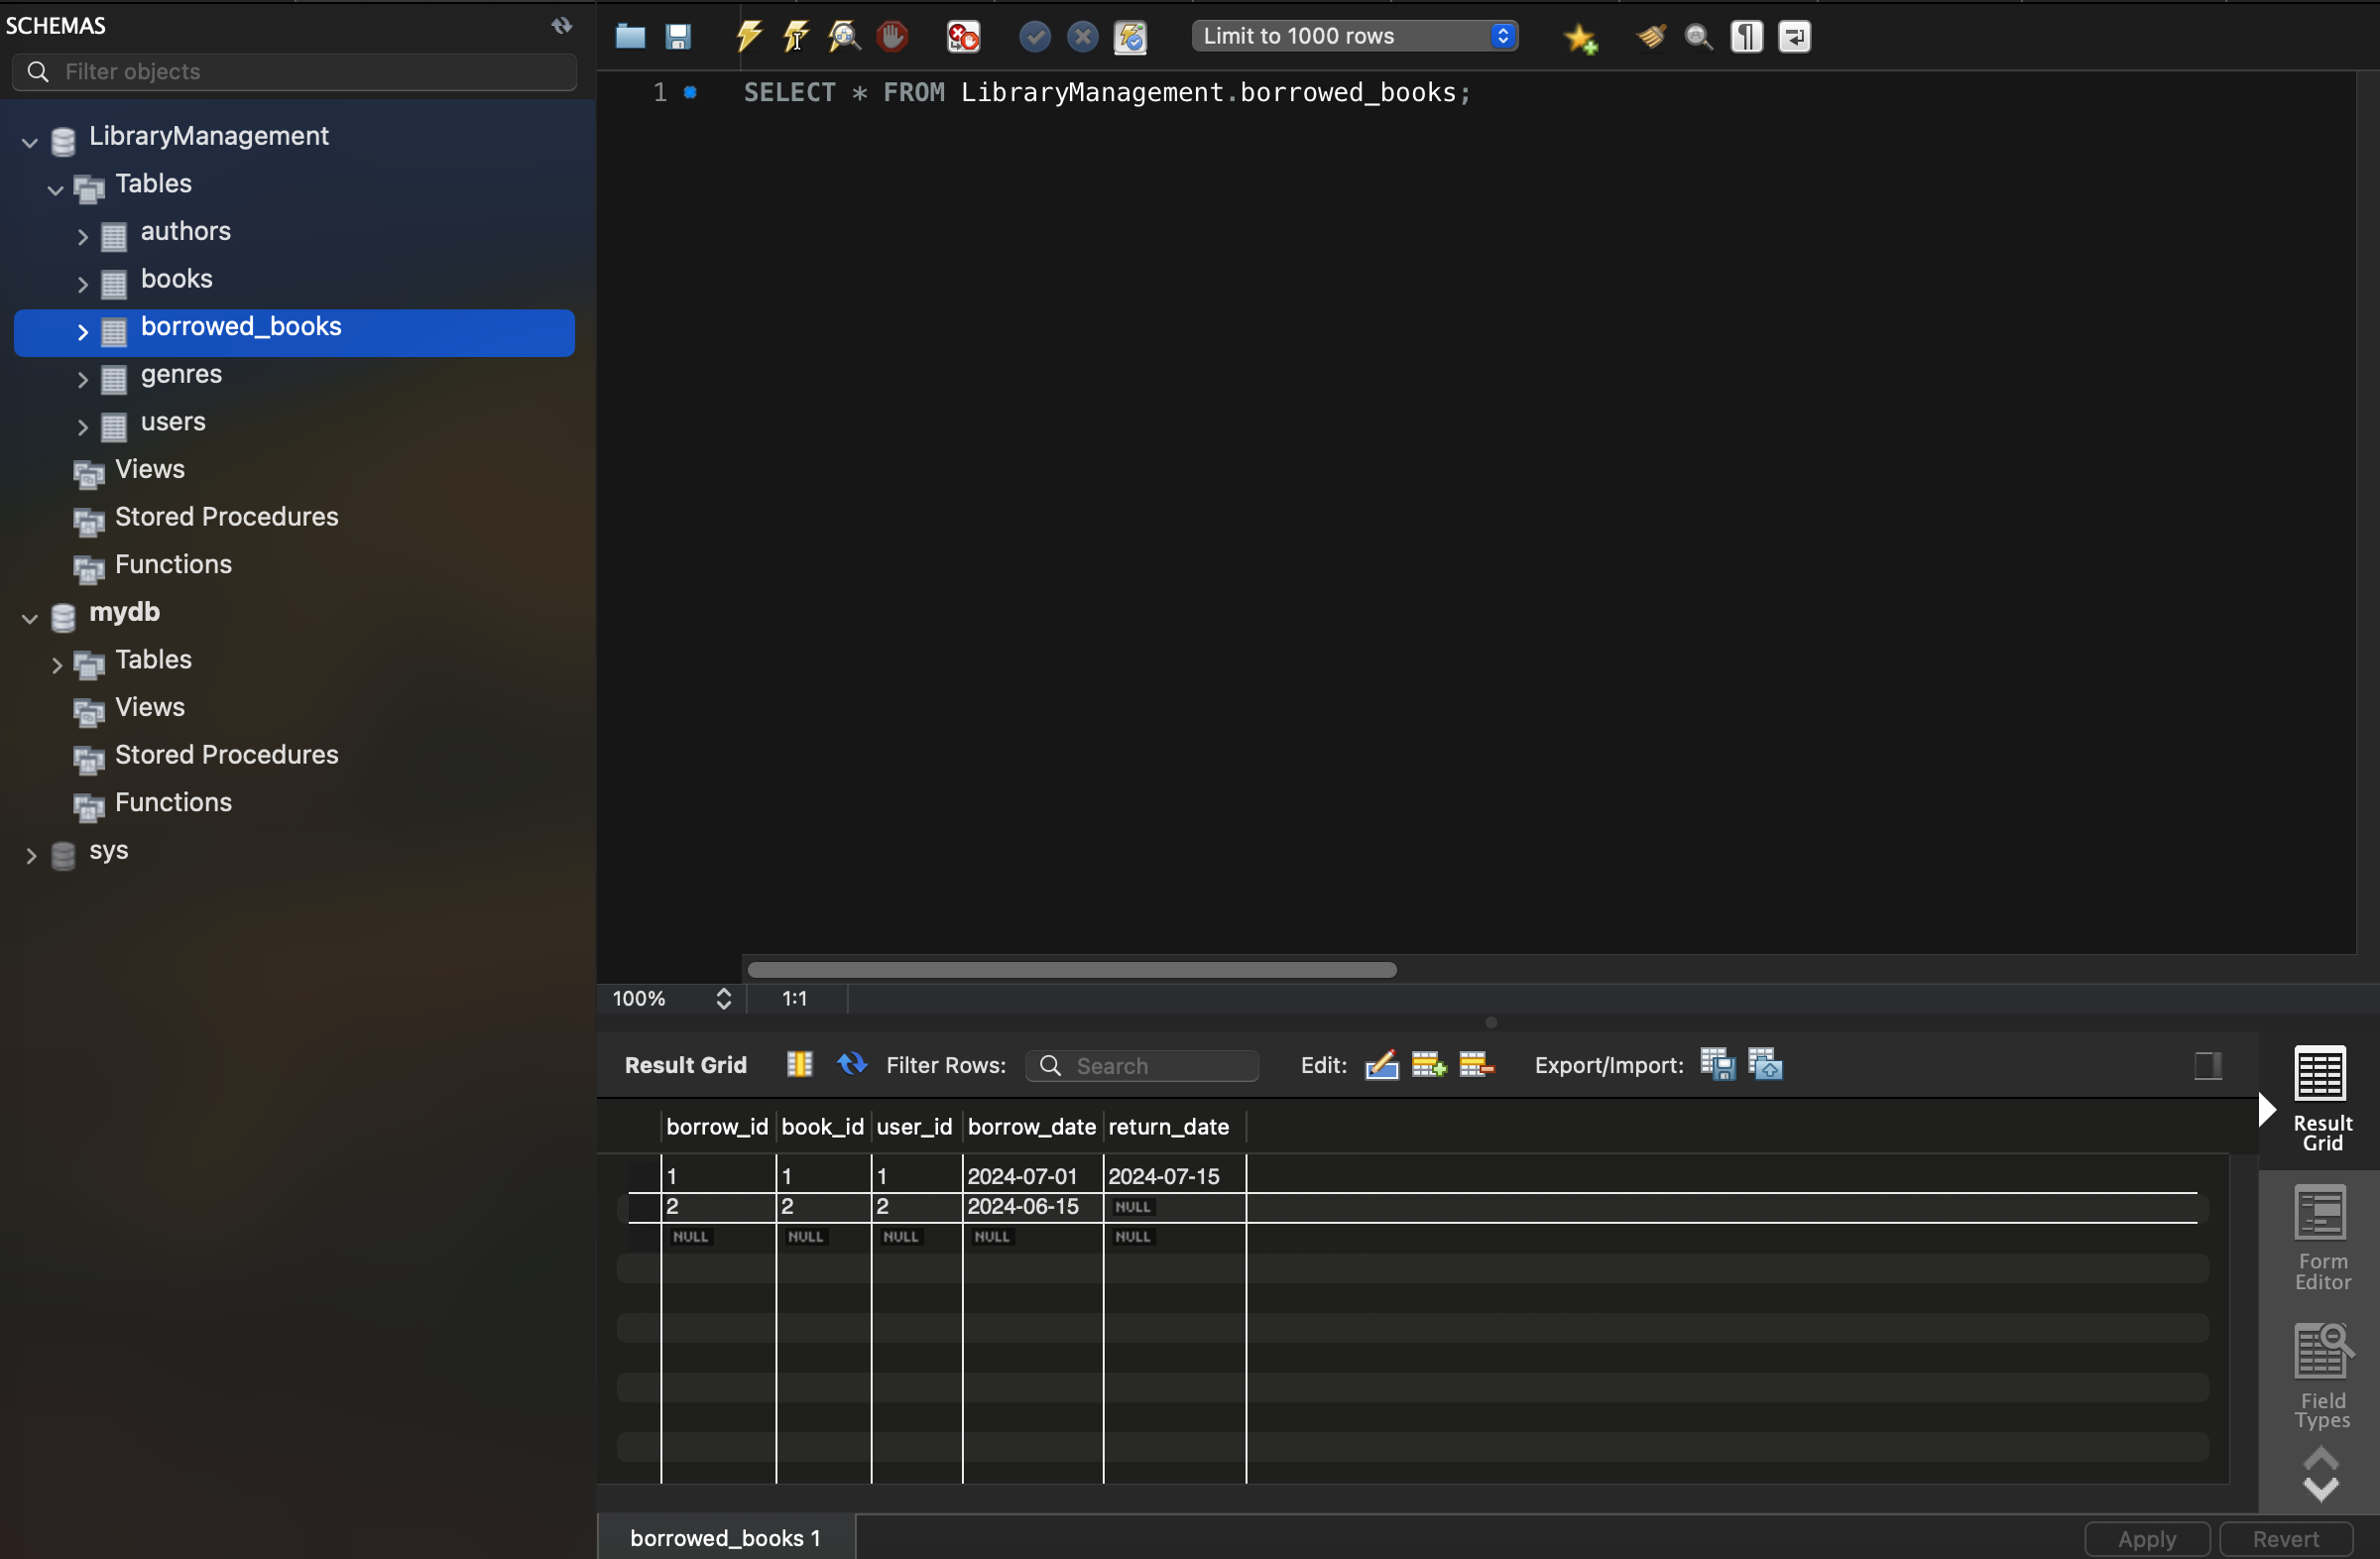 SCHEMAS
Filter objects
LibraryManagement
Tables
authors
books
borrowed_books
genres
users
Views
Stored Procedures
Functions
mydb
Tables
Views
Stored Procedures
Functions
sys
Limit to 1000 rows
1 SELECT * FROM LibraryManagement.borrowed_books;
100% 1:1
Result Grid Filter Rows: Search Edit: Export/Import:
borrow_id book_id user_id borrow_date return_date
1 1 1 2024-07-01 2024-07-15
2 2 2 2024-06-15 NULL
NULL NULL NULL NULL NULL
Result
Grid
Form
Editor
Field
Types
borrowed_books 1
Apply Revert